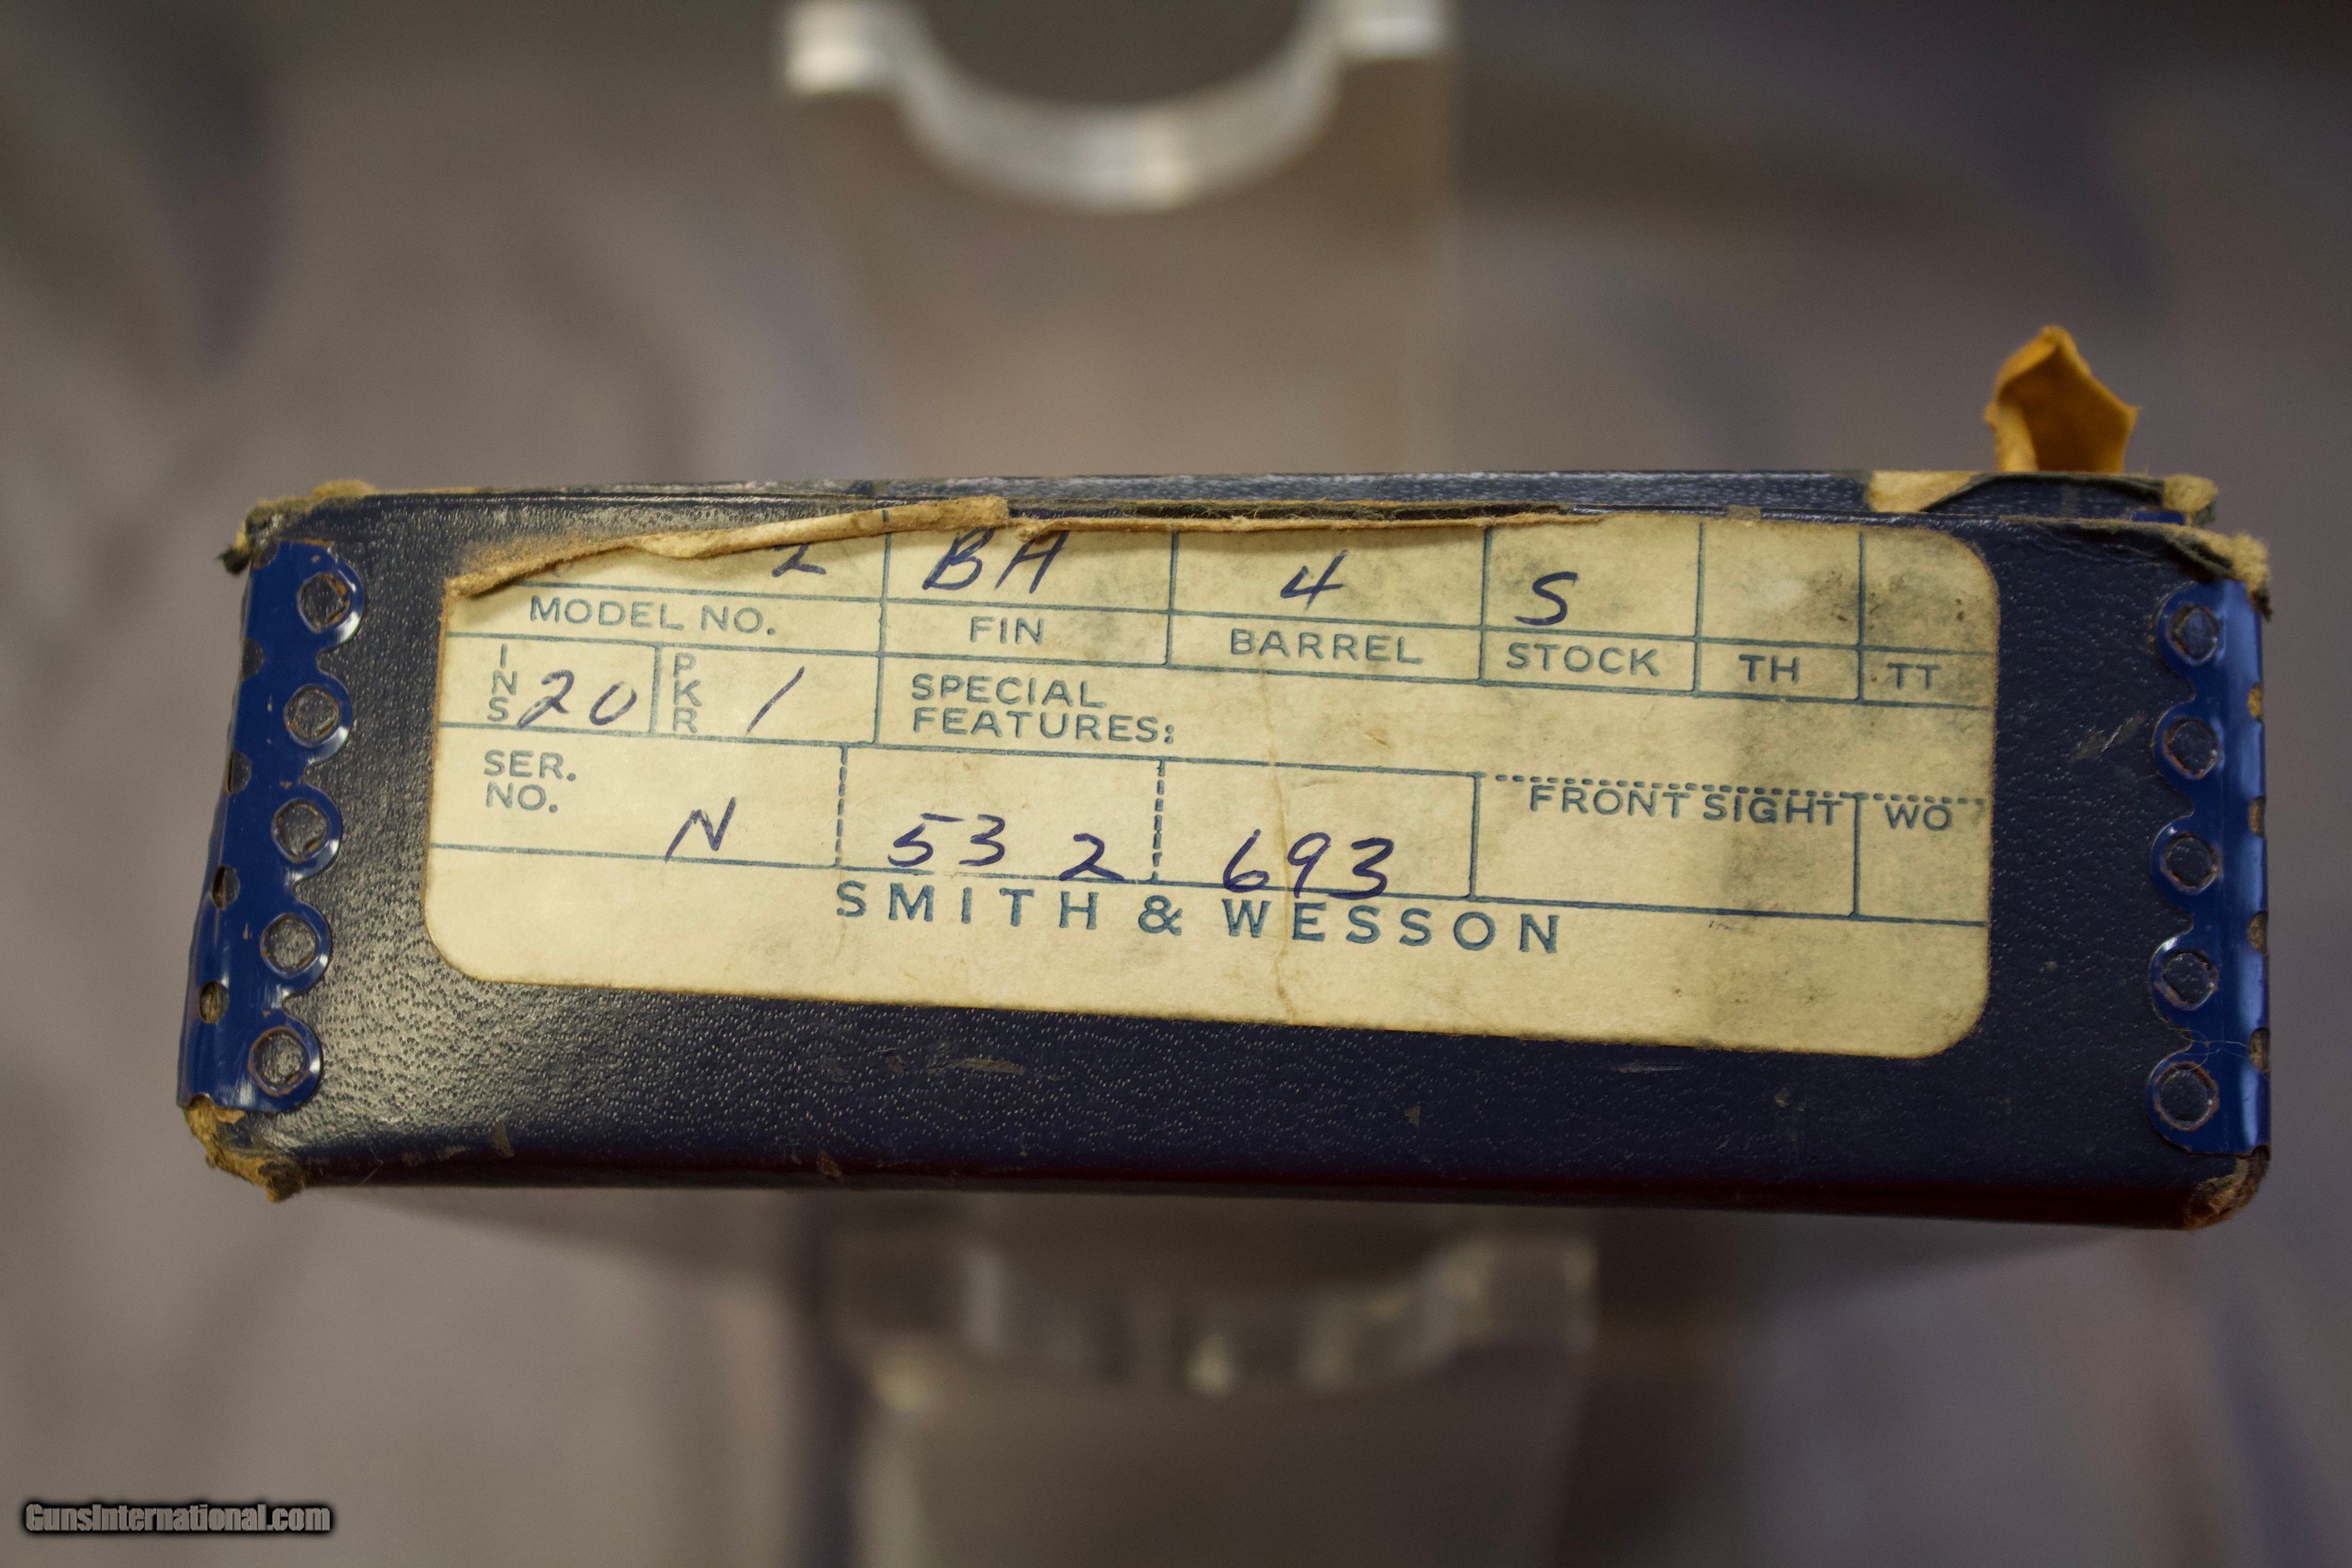 2 BA 4 S
MODEL NO. FIN BARREL STOCK TH TT
INS 20 PKR 1 SPECIAL
FEATURES:
SER.
NO. N 532 693 FRONT SIGHT WO
SMITH & WESSON
GunsInternational.com